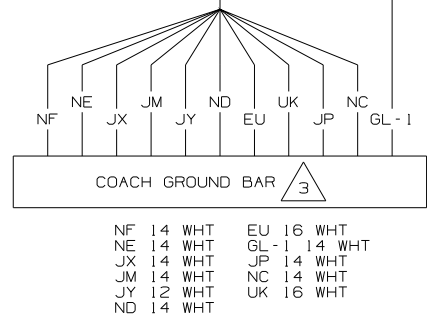 NE JM ND UK NC
NF JX JY EU JP GL-1
COACH GROUND BAR 3
NF 14 WHT EU 16 WHT
NE 14 WHT GL-1 14 WHT
JX 14 WHT JP 14 WHT
JM 14 WHT NC 14 WHT
JY 12 WHT UK 16 WHT
ND 14 WHT